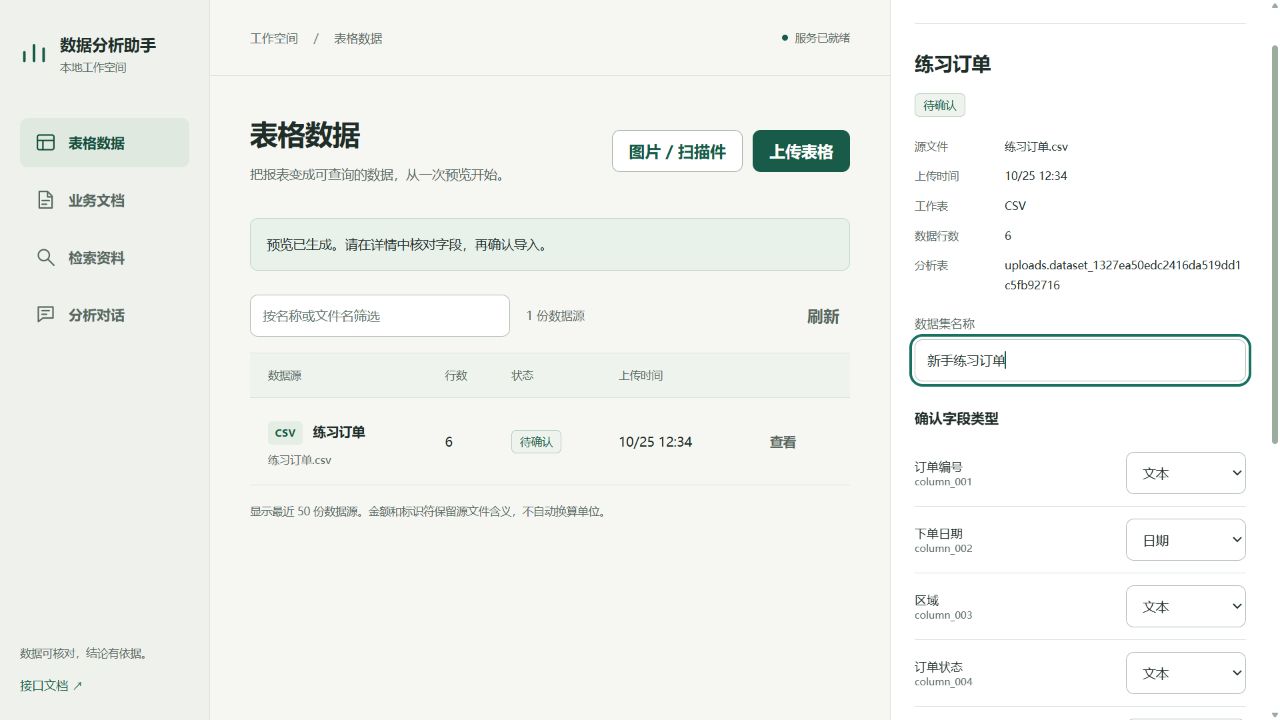 数据分析助手
本地工作空间
表格数据
业务文档
检索资料
分析对话
数据可核对，结论有依据。
接口文档 ↗
工作空间 / 表格数据
服务已就绪
表格数据
把报表变成可查询的数据，从一次预览开始。
图片 / 扫描件
上传表格
预览已生成。请在详情中核对字段，再确认导入。
按名称或文件名筛选
1 份数据源
刷新
数据源 行数 状态 上传时间
CSV 练习订单 6 待确认 10/25 12:34 查看
练习订单.csv
显示最近 50 份数据源。金额和标识符保留源文件含义，不自动换算单位。
练习订单
待确认
源文件 练习订单.csv
上传时间 10/25 12:34
工作表 CSV
数据行数 6
分析表 uploads.dataset_1327ea50edc2416da519dd1
c5fb92716
数据集名称
新手练习订单
确认字段类型
订单编号 文本
column_001
下单日期 日期
column_002
区域 文本
column_003
订单状态 文本
column_004